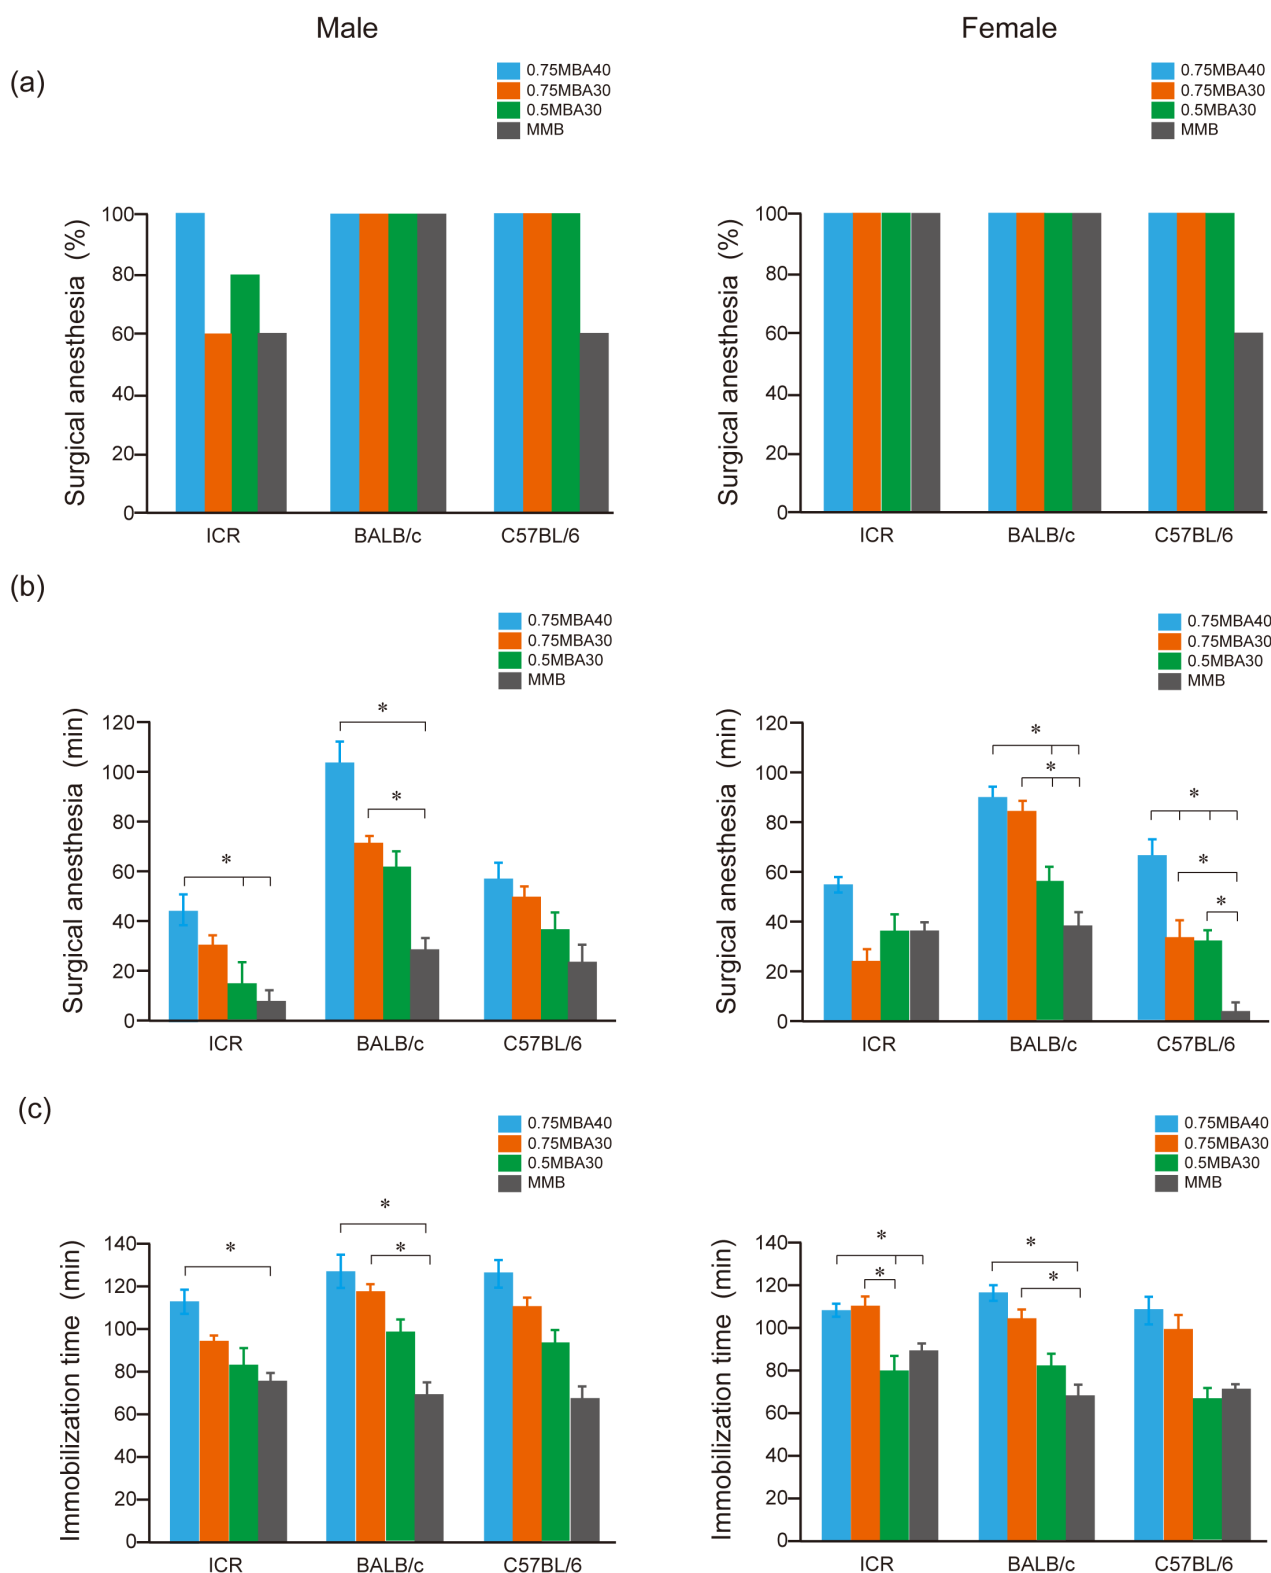 Male
Female
(a)
0.75MBA40
0.75MBA30
0.5MBA30
MMB
0.75MBA40
0.75MBA30
0.5MBA30
MMB
Surgical anesthesia (%)
100
80
60
40
20
0
ICR
BALB/c
C57BL/6
Surgical anesthesia (%)
100
80
60
40
20
0
ICR
BALB/c
C57BL/6
(b)
0.75MBA40
0.75MBA30
0.5MBA30
MMB
0.75MBA40
0.75MBA30
0.5MBA30
MMB
Surgical anesthesia (min)
120
100
80
60
40
20
0
*
*
*
ICR
BALB/c
C57BL/6
Surgical anesthesia (min)
120
100
80
60
40
20
0
*
*
*
*
*
ICR
BALB/c
C57BL/6
(c)
0.75MBA40
0.75MBA30
0.5MBA30
MMB
0.75MBA40
0.75MBA30
0.5MBA30
MMB
Immobilization time (min)
140
120
100
80
60
40
20
0
*
*
*
ICR
BALB/c
C57BL/6
Immobilization time (min)
140
120
100
80
60
40
20
0
*
*
*
*
ICR
BALB/c
C57BL/6